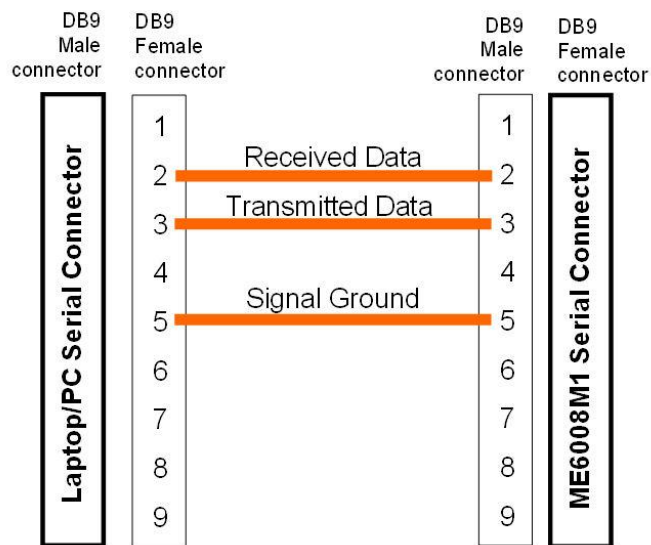 DB9
Male
connector
DB9
Female
connector
DB9
Male
connector
DB9
Female
connector
Laptop/PC Serial Connector
1
2
3
4
5
6
7
8
9
Received Data
Transmitted Data
Signal Ground
1
2
3
4
5
6
7
8
9
ME6008M1 Serial Connector